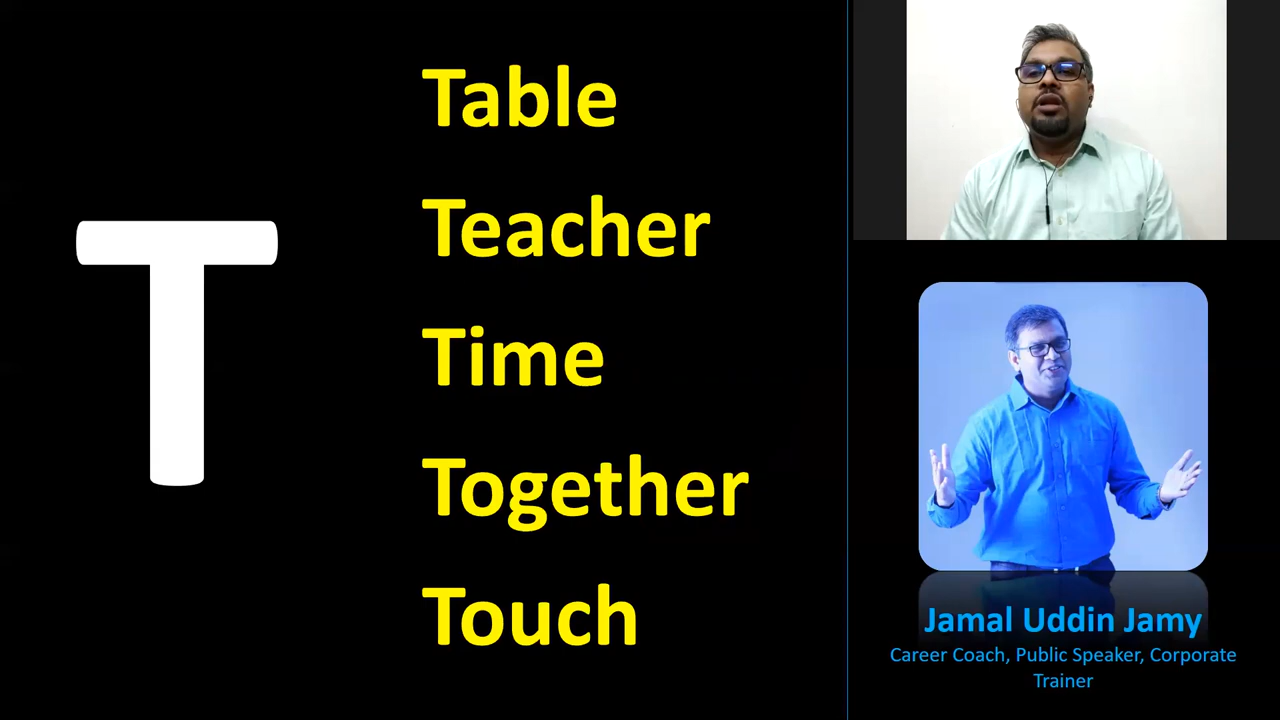 T
Table
Teacher
Time
Together
Touch
Jamal Uddin Jamy
Career Coach, Public Speaker, Corporate
Trainer